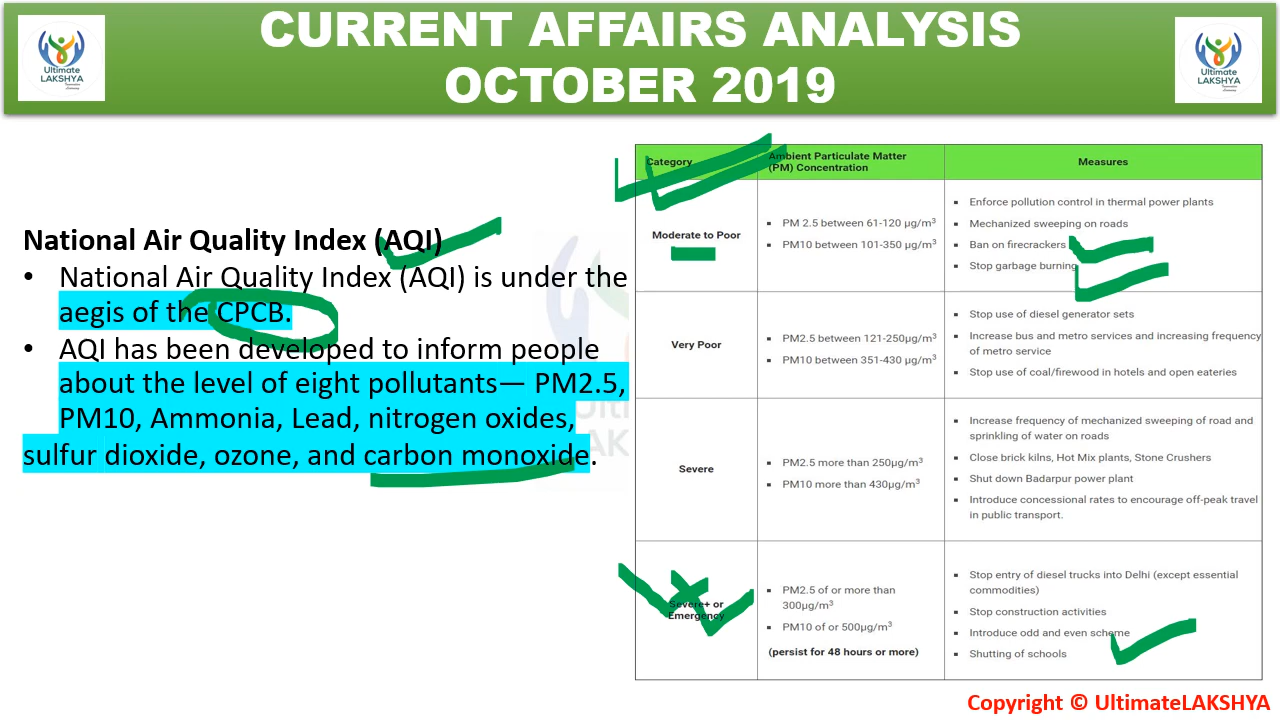 CURRENT AFFAIRS ANALYSIS
OCTOBER 2019
Ultimate
LAKSHYA
Ultimate
LAKSHYA
National Air Quality Index (AQI)
• National Air Quality Index (AQI) is under the
aegis of the CPCB.
• AQI has been developed to inform people
about the level of eight pollutants— PM2.5,
PM10, Ammonia, Lead, nitrogen oxides,
sulfur dioxide, ozone, and carbon monoxide.
Category
Ambient Particulate Matter
(PM) Concentration
Measures
Moderate to Poor
▪ PM 2.5 between 61-120 µg/m³
▪ PM10 between 101-350 µg/m³
▪ Enforce pollution control in thermal power plants
▪ Mechanized sweeping on roads
▪ Ban on firecrackers
▪ Stop garbage burning
Very Poor
▪ PM2.5 between 121-250µg/m³
▪ PM10 between 351-430 µg/m³
▪ Stop use of diesel generator sets
▪ Increase bus and metro services and increasing frequency
of metro service
▪ Stop use of coal/firewood in hotels and open eateries
Severe
▪ PM2.5 more than 250µg/m³
▪ PM10 more than 430µg/m³
▪ Increase frequency of mechanized sweeping of road and
sprinkling of water on roads
▪ Close brick kilns, Hot Mix plants, Stone Crushers
▪ Shut down Badarpur power plant
▪ Introduce concessional rates to encourage off-peak travel
in public transport.
Severe+ or
Emergency
▪ PM2.5 of or more than
300µg/m³
▪ PM10 of or 500µg/m³
(persist for 48 hours or more)
▪ Stop entry of diesel trucks into Delhi (except essential
commodities)
▪ Stop construction activities
▪ Introduce odd and even scheme
▪ Shutting of schools
Copyright © UltimateLAKSHYA